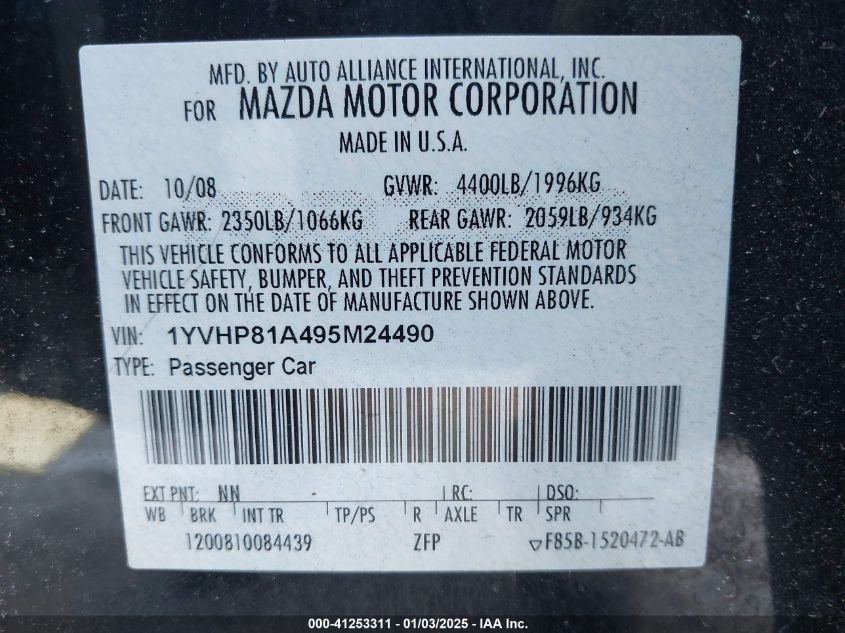 MFD. BY AUTO ALLIANCE INTERNATIONAL, INC.
FOR MAZDA MOTOR CORPORATION
MADE IN U.S.A.
DATE: 10/08 GVWR: 4400LB/1996KG
FRONT GAWR: 2350LB/1066KG REAR GAWR: 2059LB/934KG
THIS VEHICLE CONFORMS TO ALL APPLICABLE FEDERAL MOTOR
VEHICLE SAFETY, BUMPER, AND THEFT PREVENTION STANDARDS
IN EFFECT ON THE DATE OF MANUFACTURE SHOWN ABOVE.
VIN: 1YVHP81A495M24490
TYPE: Passenger Car
EXT PNT: NN RC: DSO:
WB BRK INT TR TP/PS R AXLE TR SPR
1200810084439 ZFP ▽F85B-1520472-AB
000-41253311 - 01/03/2025 - IAA Inc.